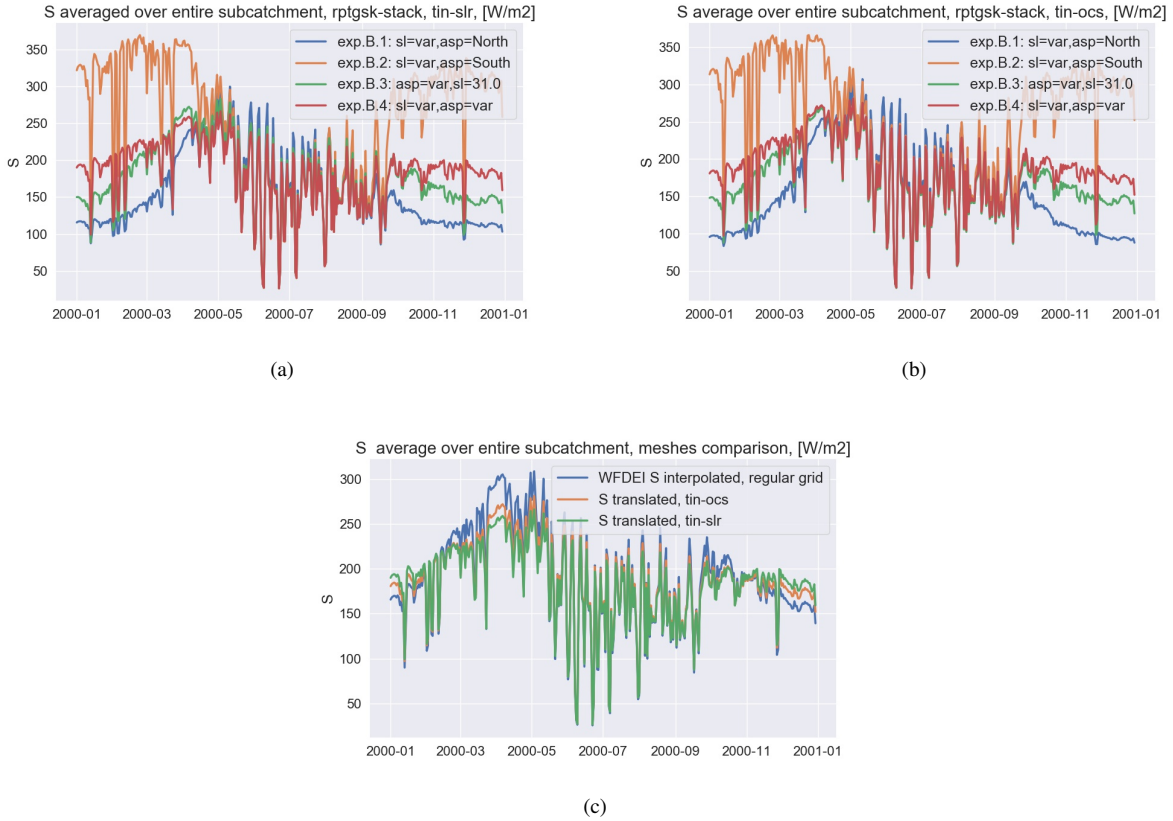 S averaged over entire subcatchment, rptgsk-stack, tin-slr, [W/m2]
350
300
250
200
150
100
50
S
exp.B.1: sl=var,asp=North
exp.B.2: sl=var,asp=South
exp.B.3: asp=var,sl=31.0
exp.B.4: sl=var,asp=var
2000-01 2000-03 2000-05 2000-07 2000-09 2000-11 2001-01
(a)
S average over entire subcatchment, rptgsk-stack, tin-ocs, [W/m2]
350
300
250
200
150
100
50
S
exp.B.1: sl=var,asp=North
exp.B.2: sl=var,asp=South
exp.B.3: asp=var,sl=31.0
exp.B.4: sl=var,asp=var
2000-01 2000-03 2000-05 2000-07 2000-09 2000-11 2001-01
(b)
S average over entire subcatchment, meshes comparison, [W/m2]
300
250
200
150
100
50
S
WFDEI S interpolated, regular grid
S translated, tin-ocs
S translated, tin-slr
2000-01 2000-03 2000-05 2000-07 2000-09 2000-11 2001-01
(c)